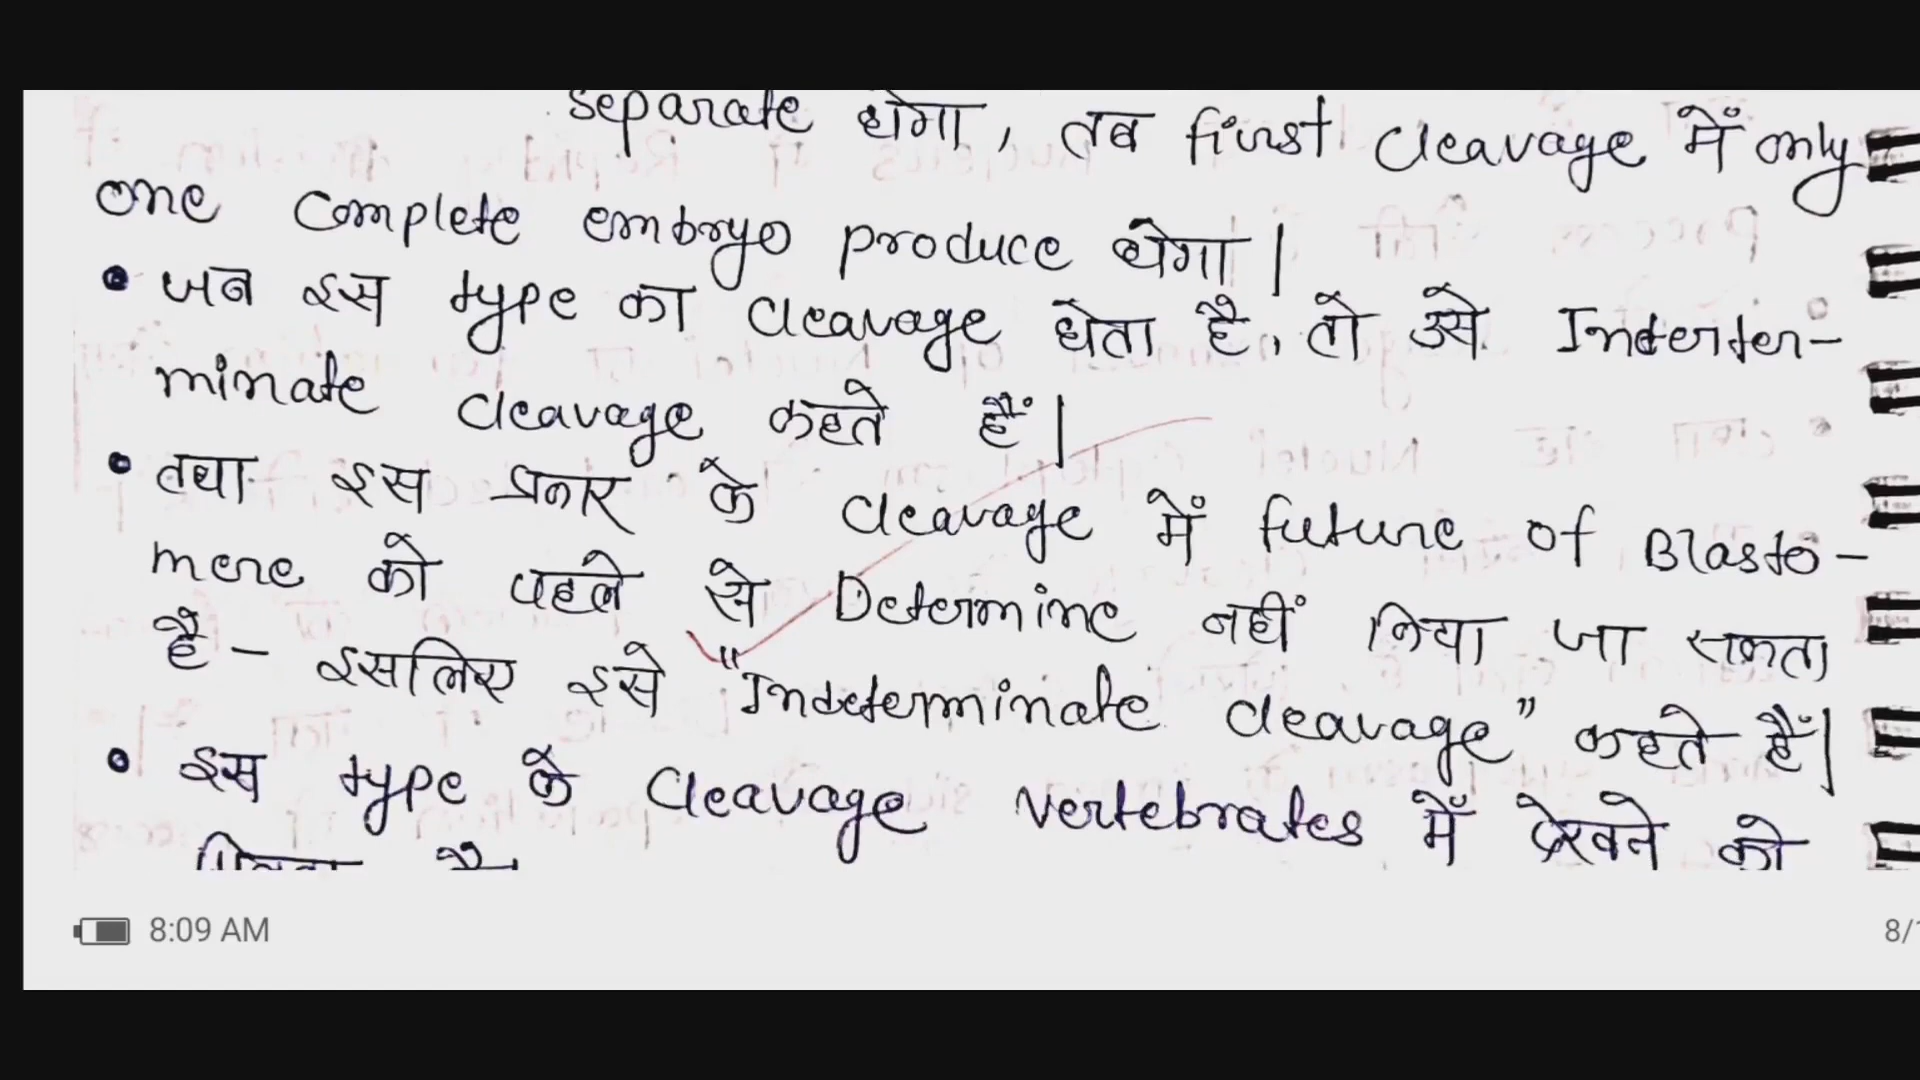 separate होगा, तब first cleavage में only
one complete embryo produce होगा |
• जब इस type का cleavage होता है, तो उसे Inderter-
minate cleavage कहते हैं |
• तथा इस प्रकार के cleavage में future of Blasto-
mere को पहले से Determine नहीं किया जा सकता
है - इसलिए इसे "Indeterminate cleavage" कहते हैं |
• इस type के cleavage vertebrates में देखने को
8:09 AM
8/